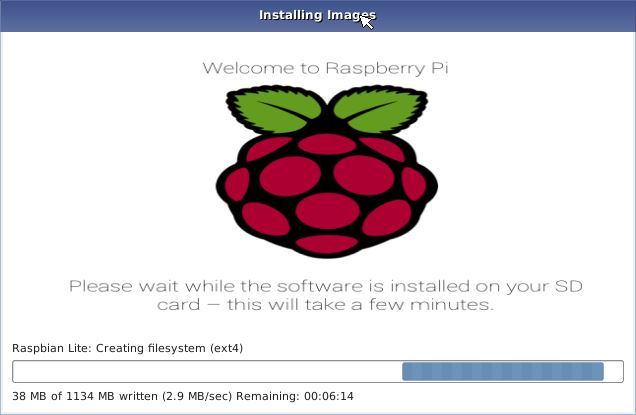 Installing Images
Welcome to Raspberry Pi
Please wait while the software is installed on your SD
card – this will take a few minutes.
Raspbian Lite: Creating filesystem (ext4)
38 MB of 1134 MB written (2.9 MB/sec) Remaining: 00:06:14